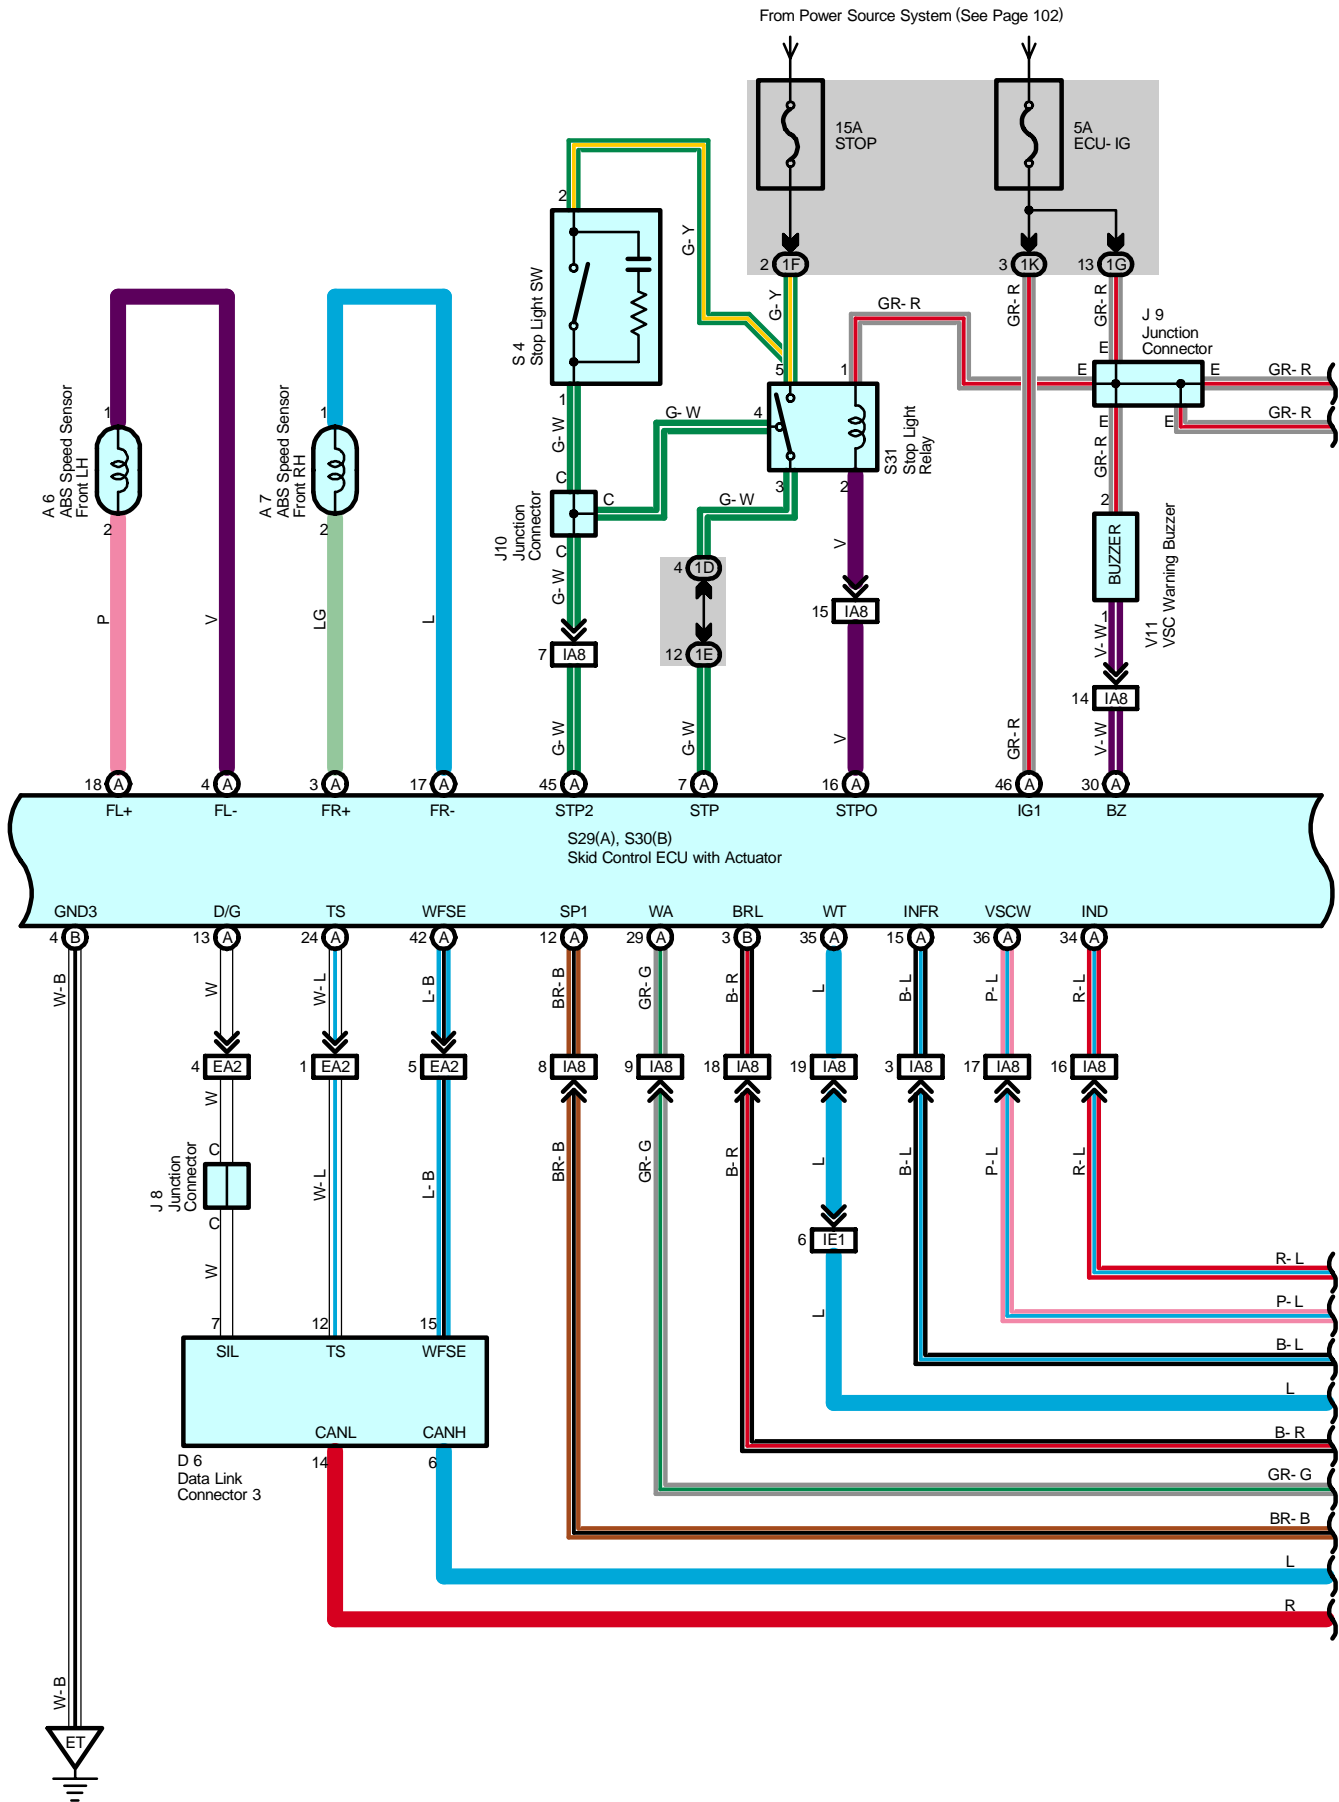 From Power Source System (See Page 102)
15A
STOP
5A
ECU- IG
2 1F
3 1K
13 1G
2
S 4
Stop Light SW
1
G- Y
G- Y
GR- R
GR- R
GR- R
J 9
Junction
Connector
E
E
E
E
E
GR- R
GR- R
GR- R
5
1
4
3
2
S31
Stop Light
Relay
G- W
G- W
G- W
C
C
C
J10
Junction
Connector
G- W
7 IA8
G- W
4 1D
12 1E
G- W
V
15 IA8
V
GR- R
2
BUZZER
1
V11
VSC Warning Buzzer
V- W
14 IA8
V- W
1
A 6
ABS Speed Sensor
Front LH
2
P
V
1
A 7
ABS Speed Sensor
Front RH
2
LG
L
18 A
4 A
3 A
17 A
45 A
7 A
16 A
46 A
30 A
FL+
FL-
FR+
FR-
STP2
STP
STPO
IG1
BZ
S29(A), S30(B)
Skid Control ECU with Actuator
GND3
D/G
TS
WFSE
SP1
WA
BRL
WT
INFR
VSCW
IND
4 B
13 A
24 A
42 A
12 A
29 A
3 B
35 A
15 A
36 A
34 A
W- B
W
W- L
L- B
BR- B
GR- G
B- R
L
B- L
P- L
R- L
4 EA2
1 EA2
5 EA2
8 IA8
9 IA8
18 IA8
19 IA8
3 IA8
17 IA8
16 IA8
W
C
J 8
Junction
Connector
C
W
W- L
L- B
BR- B
GR- G
B- R
L
B- L
P- L
R- L
6 IE1
L
7
12
15
SIL
TS
WFSE
CANL
CANH
D 6
Data Link
Connector 3
14
6
R- L
P- L
B- L
L
B- R
GR- G
BR- B
L
R
W- B
ET